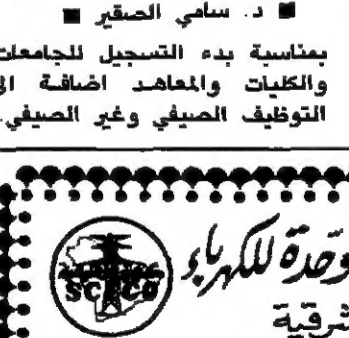 ■ د. سامي الصقير ■
بمناسبة بدء التسجيل للجامعات
والكليات والمعاهد اضافة الى
التوظيف الصيفي وغير الصيفي.
وحدة للكهرباء
شرقية
SCECO